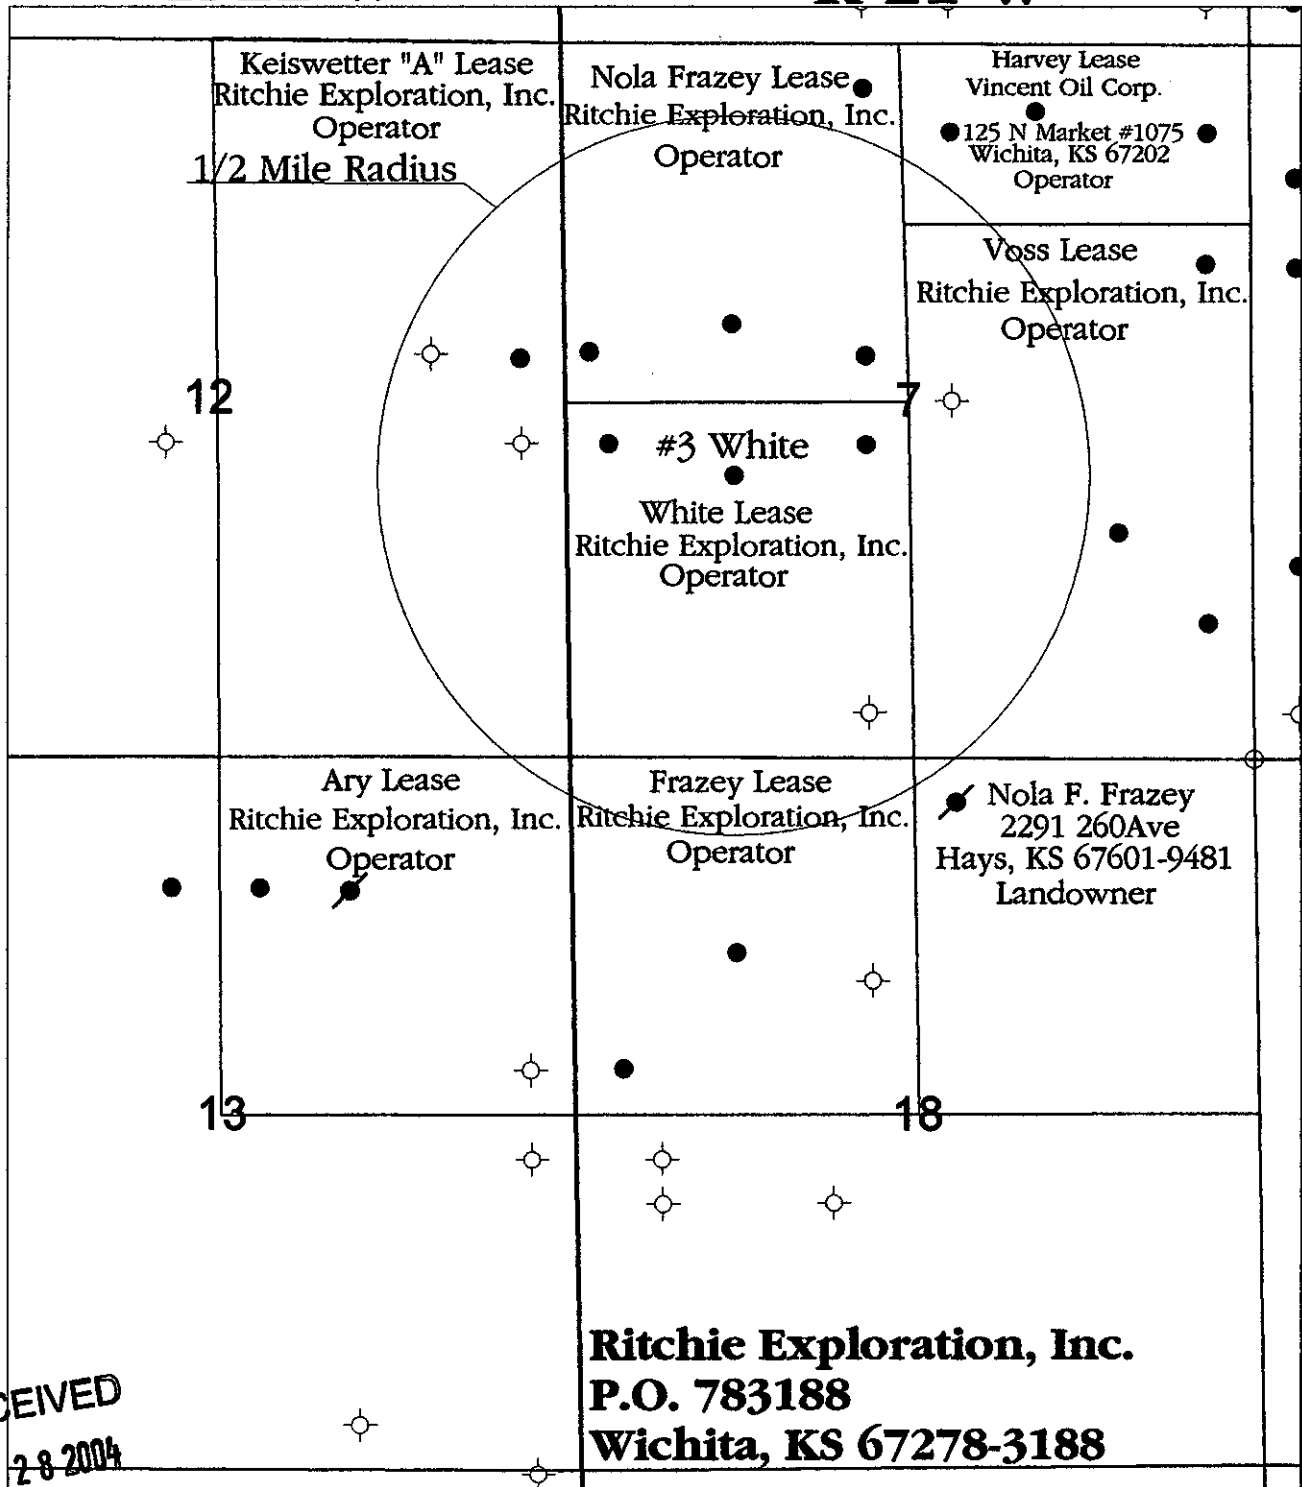 Keiswetter "A" Lease
Ritchie Exploration, Inc.
Operator
1/2 Mile Radius
Nola Frazey Lease
Ritchie Exploration, Inc.
Operator
Harvey Lease
Vincent Oil Corp.
125 N Market #1075
Wichita, KS 67202
Operator
Voss Lease
Ritchie Exploration, Inc.
Operator
12
7
#3 White
White Lease
Ritchie Exploration, Inc.
Operator
Ary Lease
Ritchie Exploration, Inc.
Operator
Frazey Lease
Ritchie Exploration, Inc.
Operator
Nola F. Frazey
2291 260Ave
Hays, KS 67601-9481
Landowner
13
18
Ritchie Exploration, Inc.
P.O. 783188
Wichita, KS 67278-3188
CEIVED
28 2004